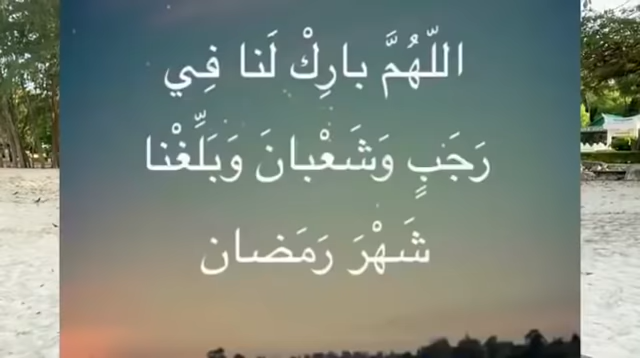 اللّهُمَّ بارِكْ لَنا فِي
رَجَبٍ وَشَعْبانَ وَبَلِّغْنا
شَهْرَ رَمَضان